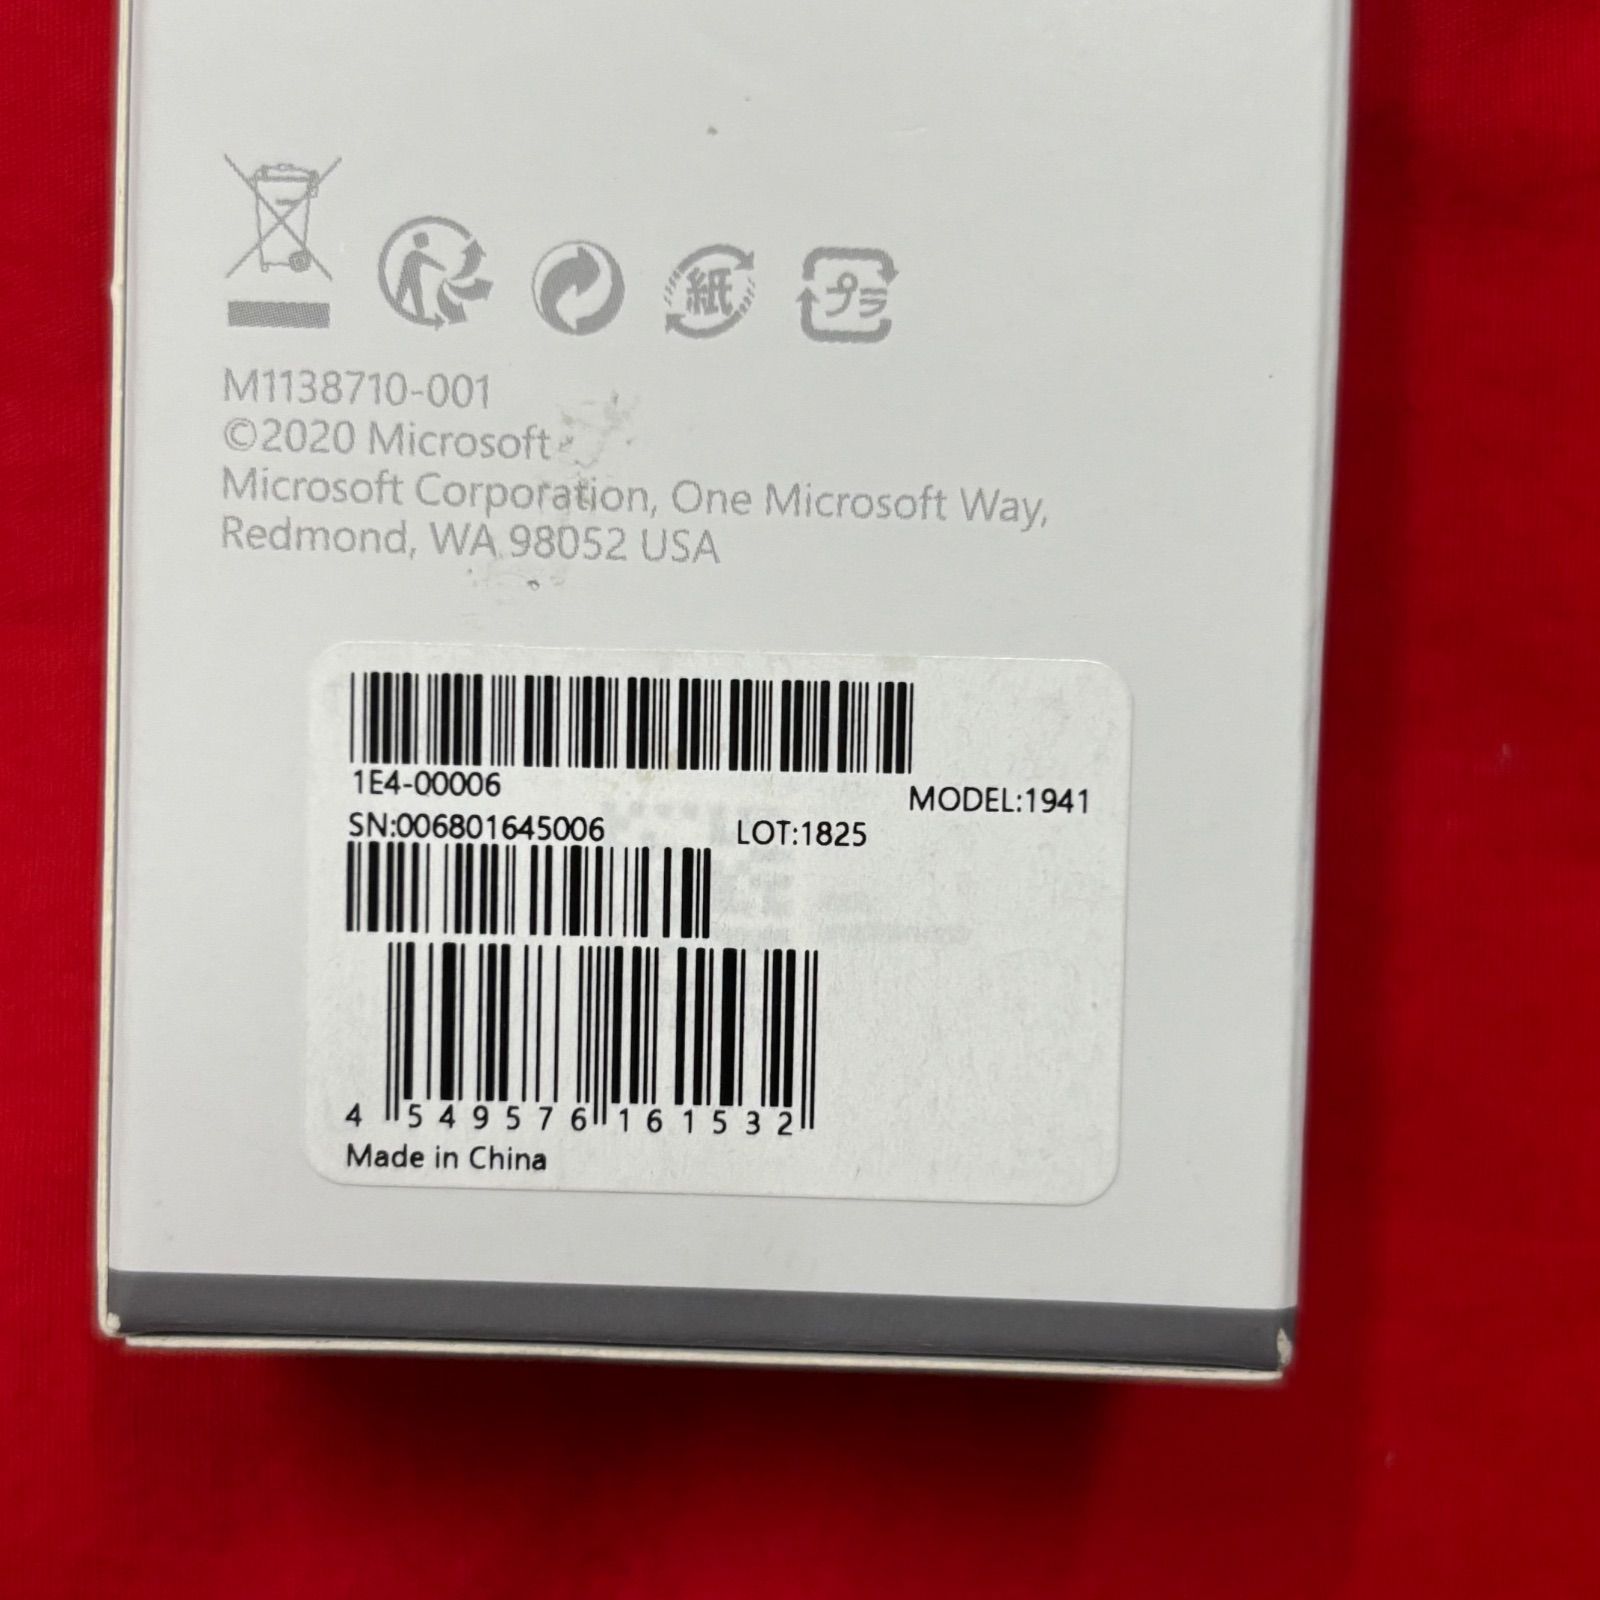 紙
プラ
M1138710-001
©2020 Microsoft
Microsoft Corporation, One Microsoft Way,
Redmond, WA 98052 USA
1E4-00006
MODEL:1941
SN:006801645006 LOT:1825
4 549576 161532
Made in China